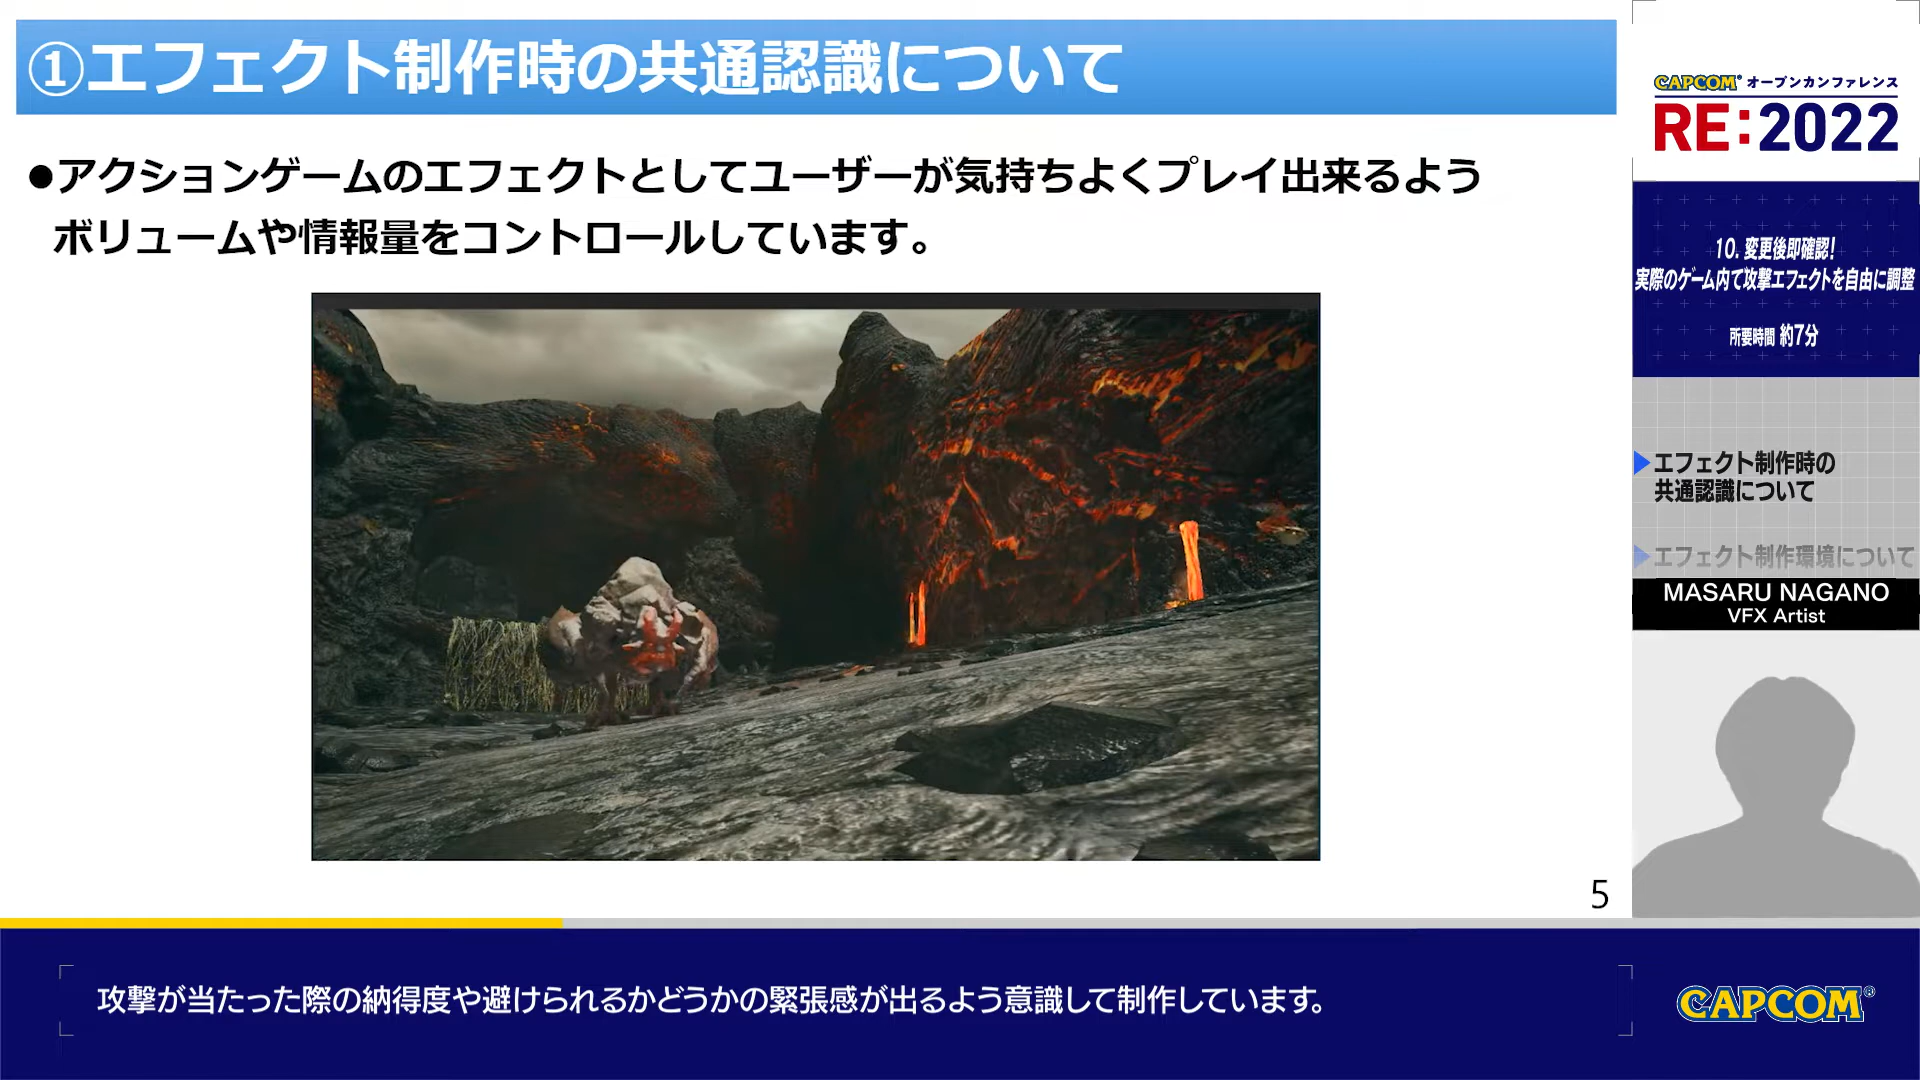 ①エフェクト制作時の共通認識について
●アクションゲームのエフェクトとしてユーザーが気持ちよくプレイ出来るよう
ボリュームや情報量をコントロールしています。
5
CAPCOM® オープンカンファレンス
RE:2022
10. 変更後即確認!
実際のゲーム内で攻撃エフェクトを自由に調整
所要時間 約7分
エフェクト制作時の
共通認識について
エフェクト制作環境について
MASARU NAGANO
VFX Artist
攻撃が当たった際の納得度や避けられるかどうかの緊張感が出るよう意識して制作しています。
CAPCOM®